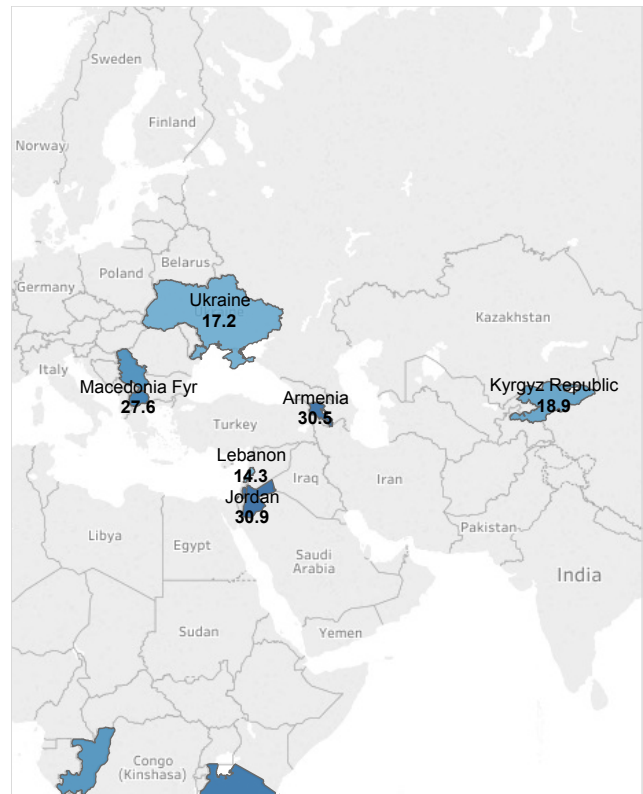 Sweden
Finland
Norway
Belarus
Poland
Germany
Ukraine
17.2
Kazakhstan
Italy
Macedonia Fyr
27.6
Armenia
30.5
Kyrgyz Republic
18.9
Turkey
Lebanon
14.3
Iraq
Iran
Jordan
30.9
Pakistan
Libya
Egypt
Saudi
Arabia
India
Sudan
Yemen
Congo
(Kinshasa)